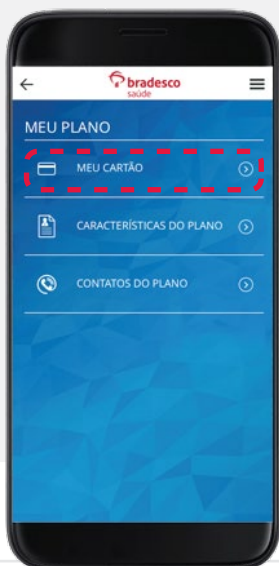 bradesco
saúde
MEU PLANO
MEU CARTÃO
CARACTERÍSTICAS DO PLANO
CONTATOS DO PLANO